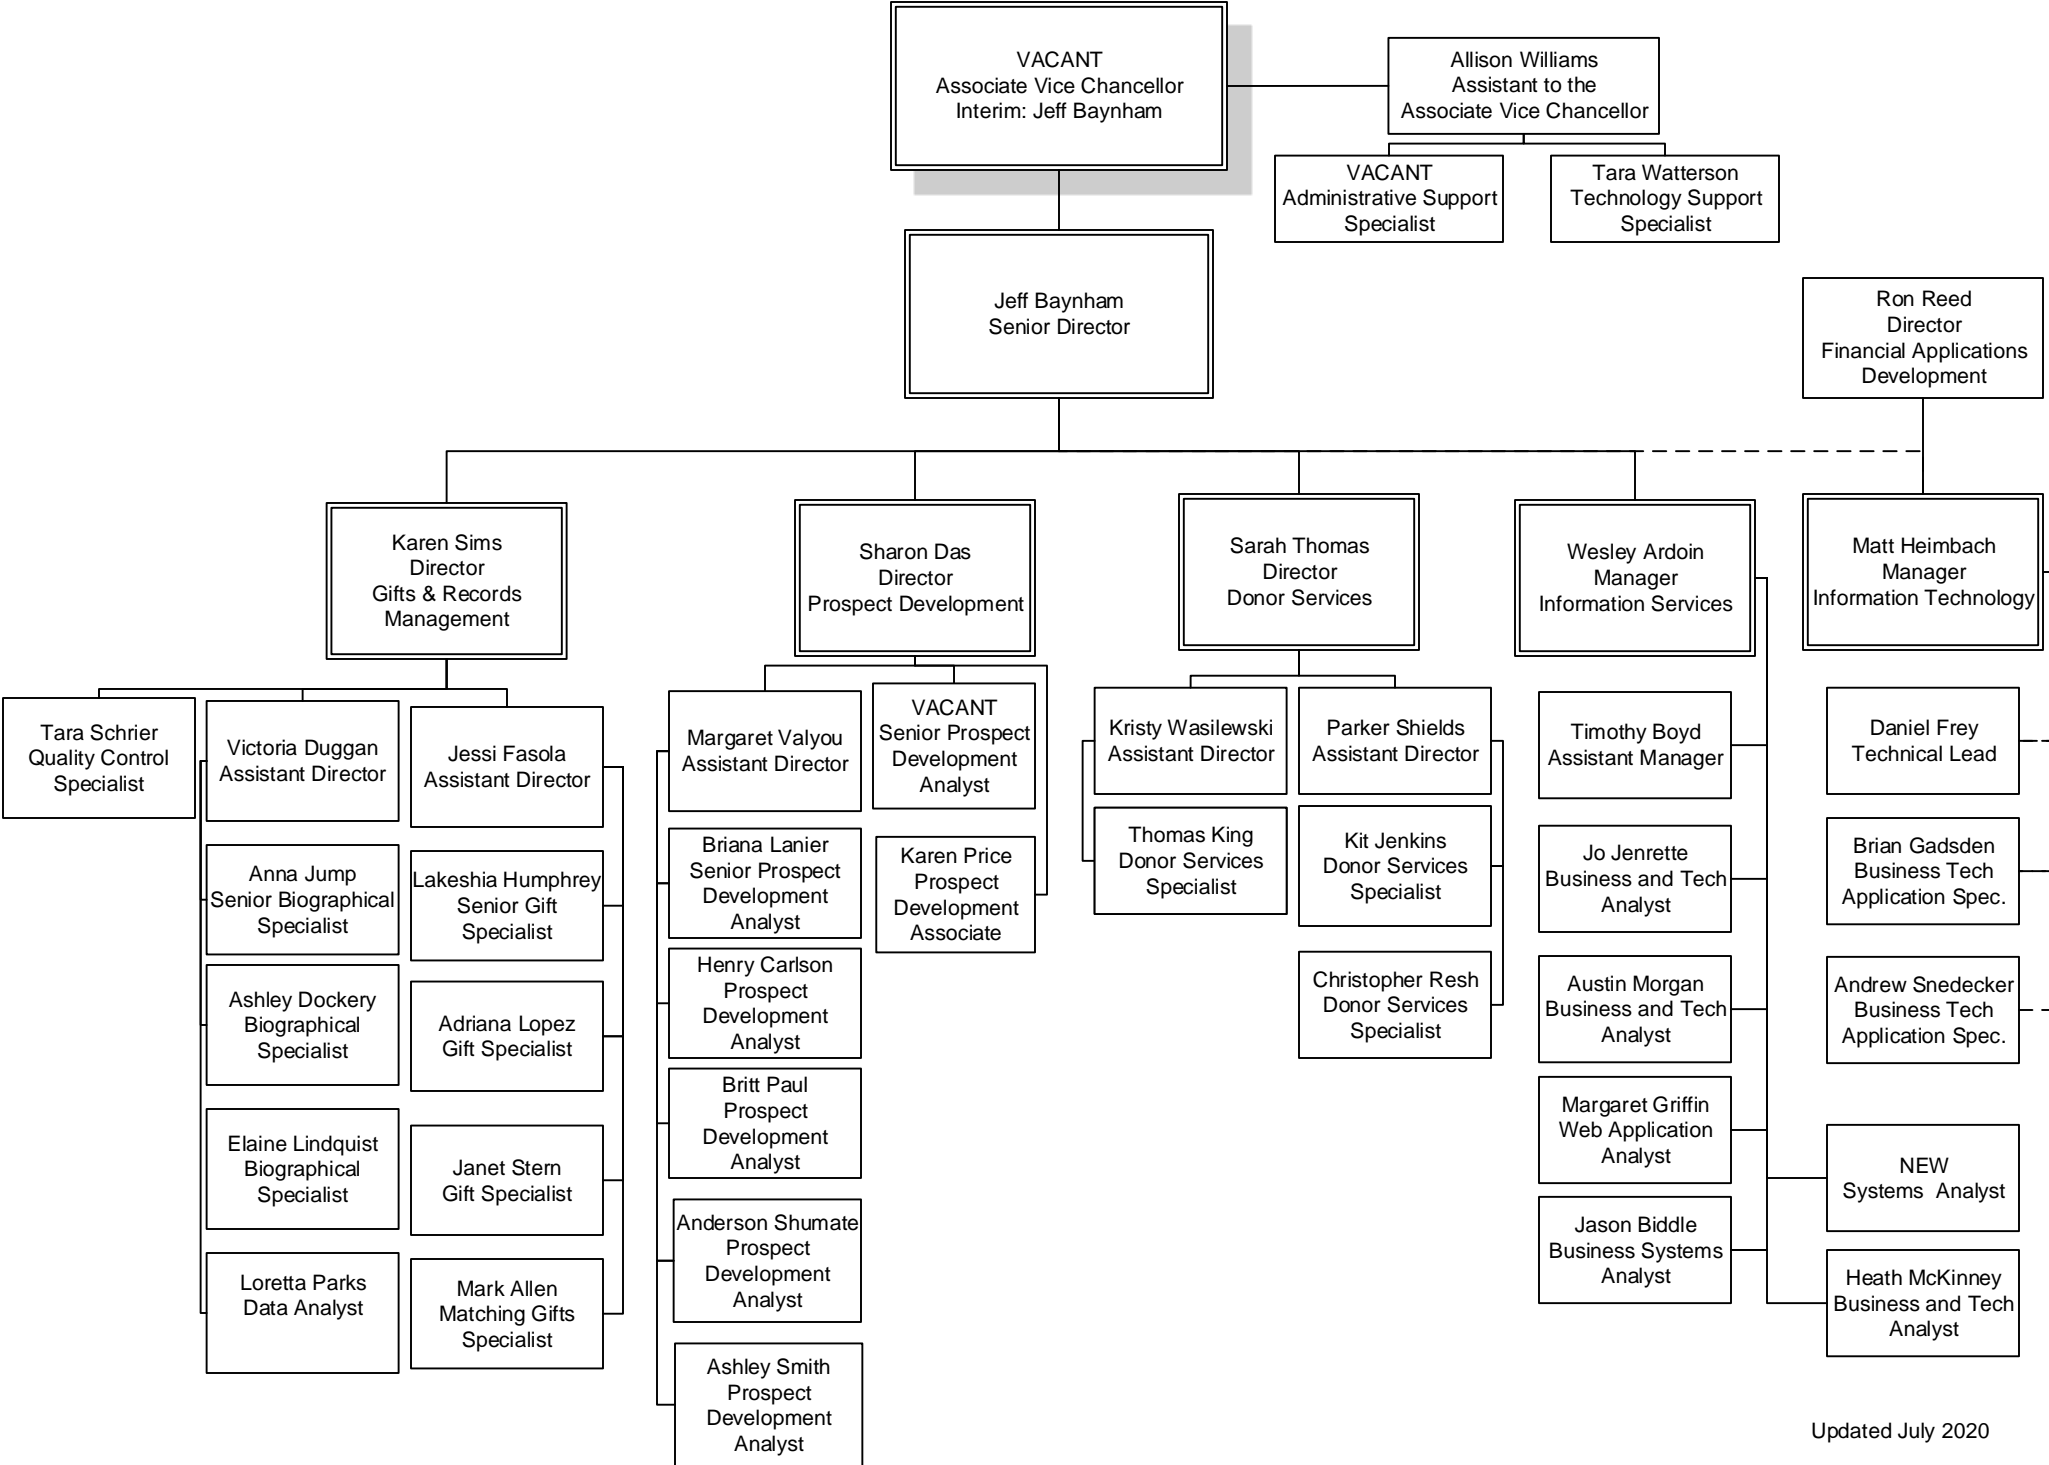 VACANT
Associate Vice Chancellor
Interim: Jeff Baynham
Allison Williams
Assistant to the
Associate Vice Chancellor
VACANT
Administrative Support
Specialist
Tara Watterson
Technology Support
Specialist
Jeff Baynham
Senior Director
Ron Reed
Director
Financial Applications
Development
Karen Sims
Director
Gifts & Records
Management
Sharon Das
Director
Prospect Development
Sarah Thomas
Director
Donor Services
Wesley Ardoin
Manager
Information Services
Matt Heimbach
Manager
Information Technology
Tara Schrier
Quality Control
Specialist
Victoria Duggan
Assistant Director
Anna Jump
Senior Biographical
Specialist
Ashley Dockery
Biographical
Specialist
Elaine Lindquist
Biographical
Specialist
Loretta Parks
Data Analyst
Jessi Fasola
Assistant Director
Lakeshia Humphrey
Senior Gift
Specialist
Adriana Lopez
Gift Specialist
Janet Stern
Gift Specialist
Mark Allen
Matching Gifts
Specialist
Margaret Valyou
Assistant Director
Briana Lanier
Senior Prospect
Development
Analyst
Henry Carlson
Prospect
Development
Analyst
Britt Paul
Prospect
Development
Analyst
Anderson Shumate
Prospect
Development
Analyst
Ashley Smith
Prospect
Development
Analyst
VACANT
Senior Prospect
Development
Analyst
Karen Price
Prospect
Development
Associate
Kristy Wasilewski
Assistant Director
Thomas King
Donor Services
Specialist
Parker Shields
Assistant Director
Kit Jenkins
Donor Services
Specialist
Christopher Resh
Donor Services
Specialist
Timothy Boyd
Assistant Manager
Jo Jenrette
Business and Tech
Analyst
Austin Morgan
Business and Tech
Analyst
Margaret Griffin
Web Application
Analyst
Jason Biddle
Business Systems
Analyst
Daniel Frey
Technical Lead
Brian Gadsden
Business Tech
Application Spec.
Andrew Snedecker
Business Tech
Application Spec.
NEW
Systems  Analyst
Heath McKinney
Business and Tech
Analyst
Updated July 2020